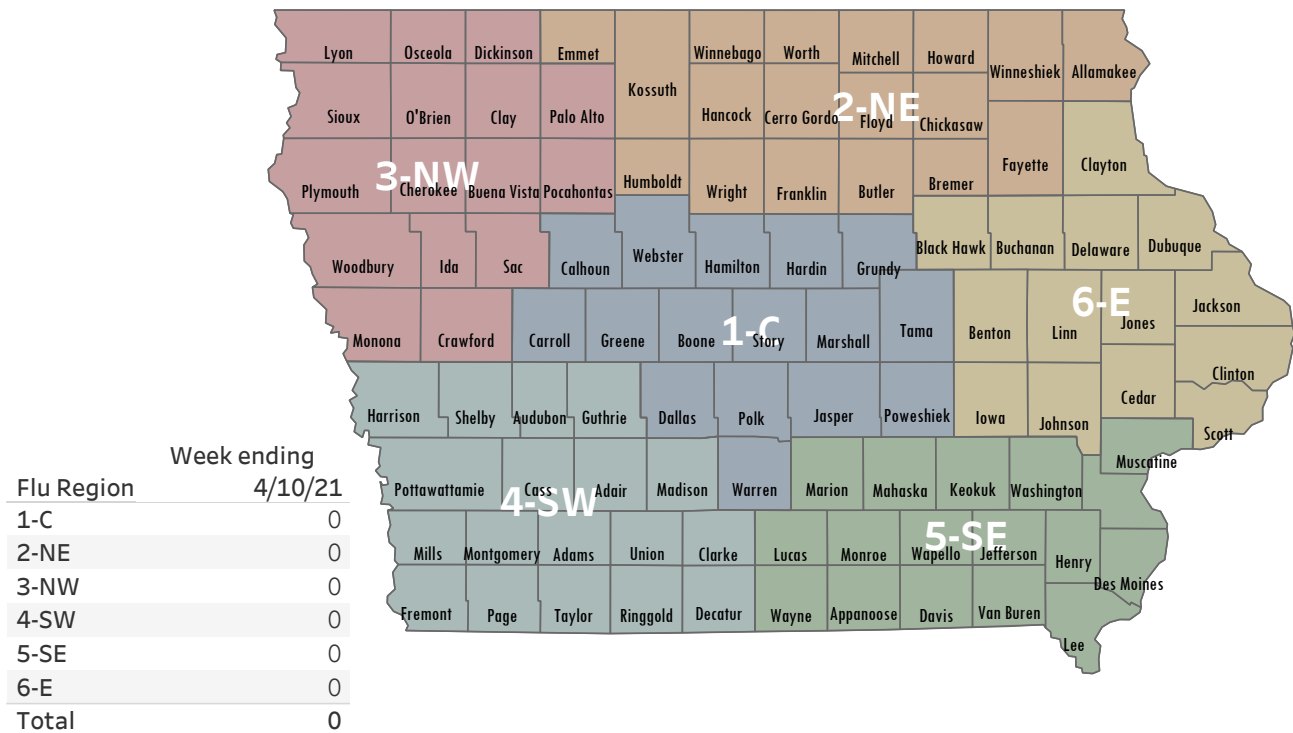 Lyon Osceola Dickinson Emmet Winnebago Worth Mitchell Howard
Winneshiek Allamakee
Kossuth
Sioux O'Brien Clay Palo Alto Hancock Cerro Gordo Floyd Chickasaw
2-NE
Fayette Clayton
3-NW
Plymouth Cherokee Buena Vista Pocahontas Humboldt Wright Franklin Butler Bremer
Black Hawk Buchanan Delaware Dubuque
Woodbury Ida Sac Calhoun Webster Hamilton Hardin Grundy
6-E
Jackson
Monona Crawford Carroll Greene Boone Story Marshall Tama Benton Linn Jones
1-C
Clinton
Harrison Shelby Audubon Guthrie Dallas Polk Jasper Poweshiek Iowa Johnson Cedar
Scott
Muscatine
Pottawattamie Cass Adair Madison Warren Marion Mahaska Keokuk Washington
4-SW
5-SE
Mills Montgomery Adams Union Clarke Lucas Monroe Wapello Jefferson Henry
Des Moines
Fremont Page Taylor Ringgold Decatur Wayne Appanoose Davis Van Buren
Lee
Week ending
Flu Region 4/10/21
1-C 0
2-NE 0
3-NW 0
4-SW 0
5-SE 0
6-E 0
Total 0